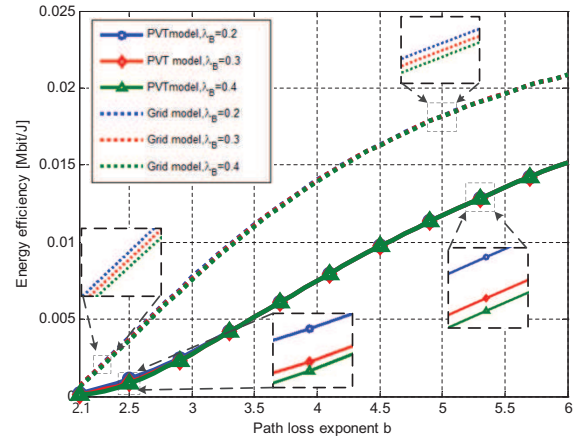 PVTmodel,λB=0.2
PVT model,λB=0.3
PVTmodel,λB=0.4
Grid model,λB=0.2
Grid model,λB=0.3
Grid model,λB=0.4
Energy efficiency [Mbit/J]
0.025
0.02
0.015
0.01
0.005
0
2.1 2.5 3 3.5 4 4.5 5 5.5 6
Path loss exponent b